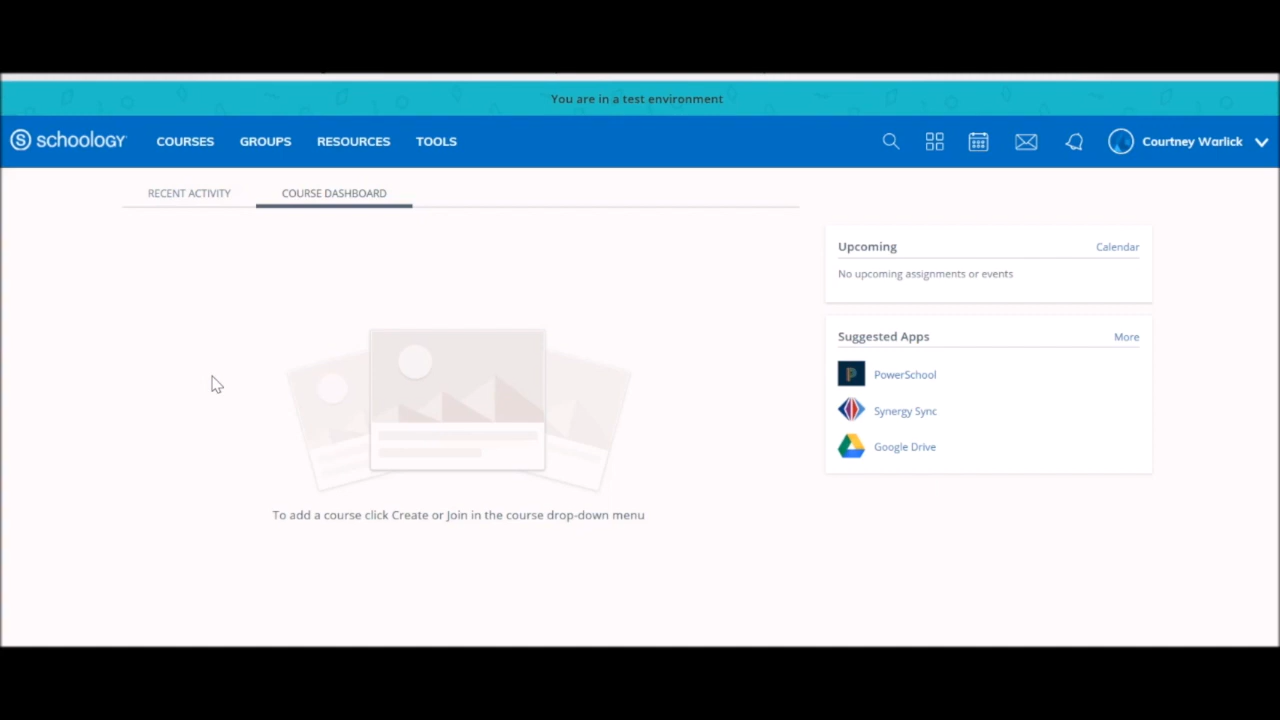 You are in a test environment
schoology COURSES GROUPS RESOURCES TOOLS Courtney Warlick
RECENT ACTIVITY COURSE DASHBOARD
Upcoming Calendar
No upcoming assignments or events
Suggested Apps More
PowerSchool
Synergy Sync
Google Drive
To add a course click Create or Join in the course drop-down menu